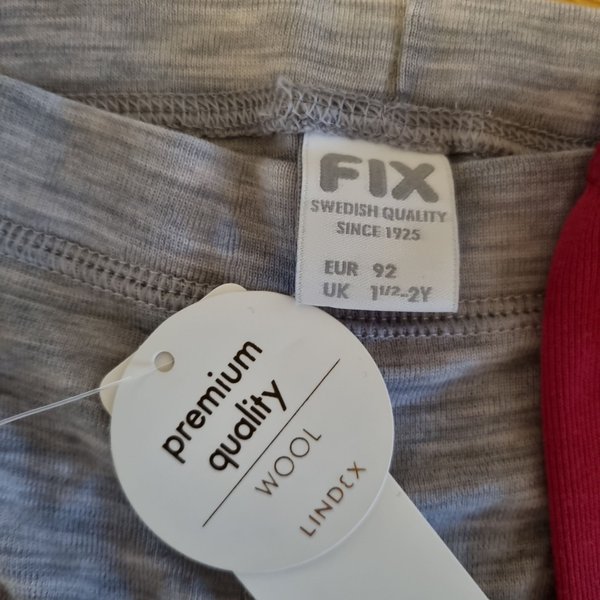 FIX
SWEDISH QUALITY
SINCE 1925
EUR 92
UK 1½-2Y
premium
quality
WOOL
LINDEX